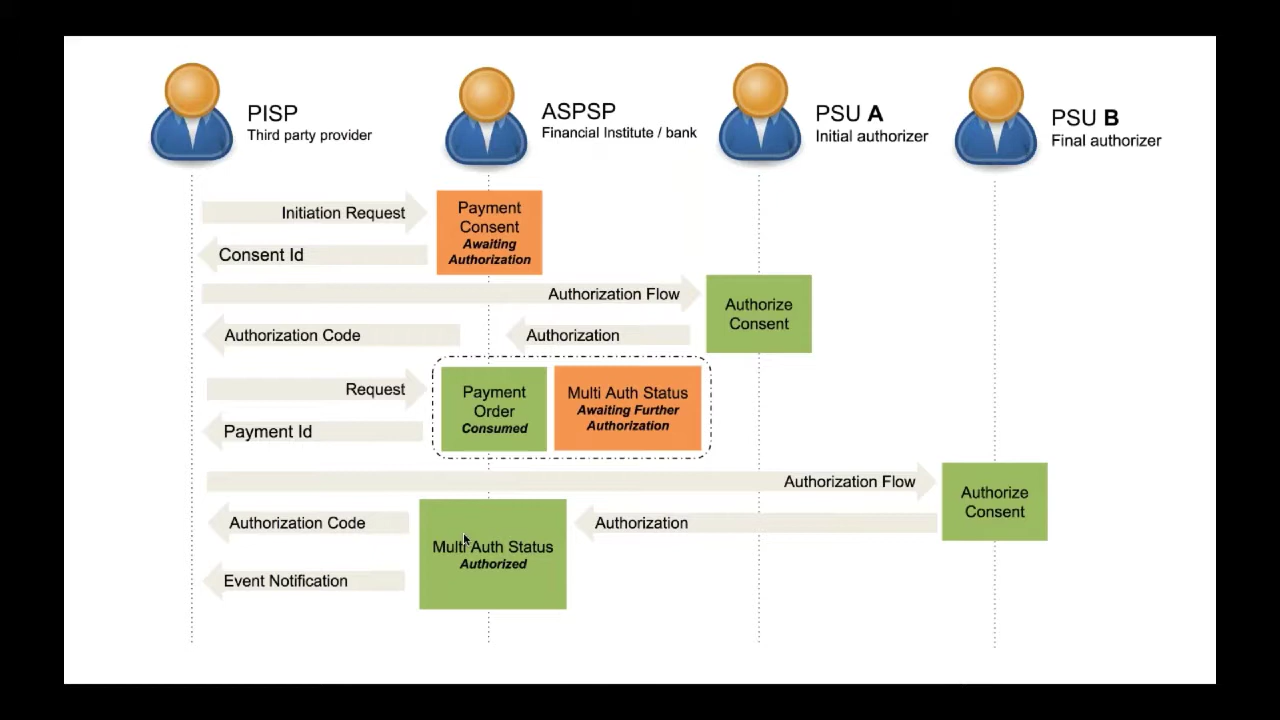 PISP
Third party provider
ASPSP
Financial Institute / bank
PSU A
Initial authorizer
PSU B
Final authorizer
Initiation Request
Payment
Consent
Awaiting
Authorization
Consent Id
Authorization Flow
Authorize
Consent
Authorization Code
Authorization
Request
Payment
Order
Consumed
Multi Auth Status
Awaiting Further
Authorization
Payment Id
Authorization Flow
Authorize
Consent
Authorization Code
Authorization
Multi Auth Status
Authorized
Event Notification